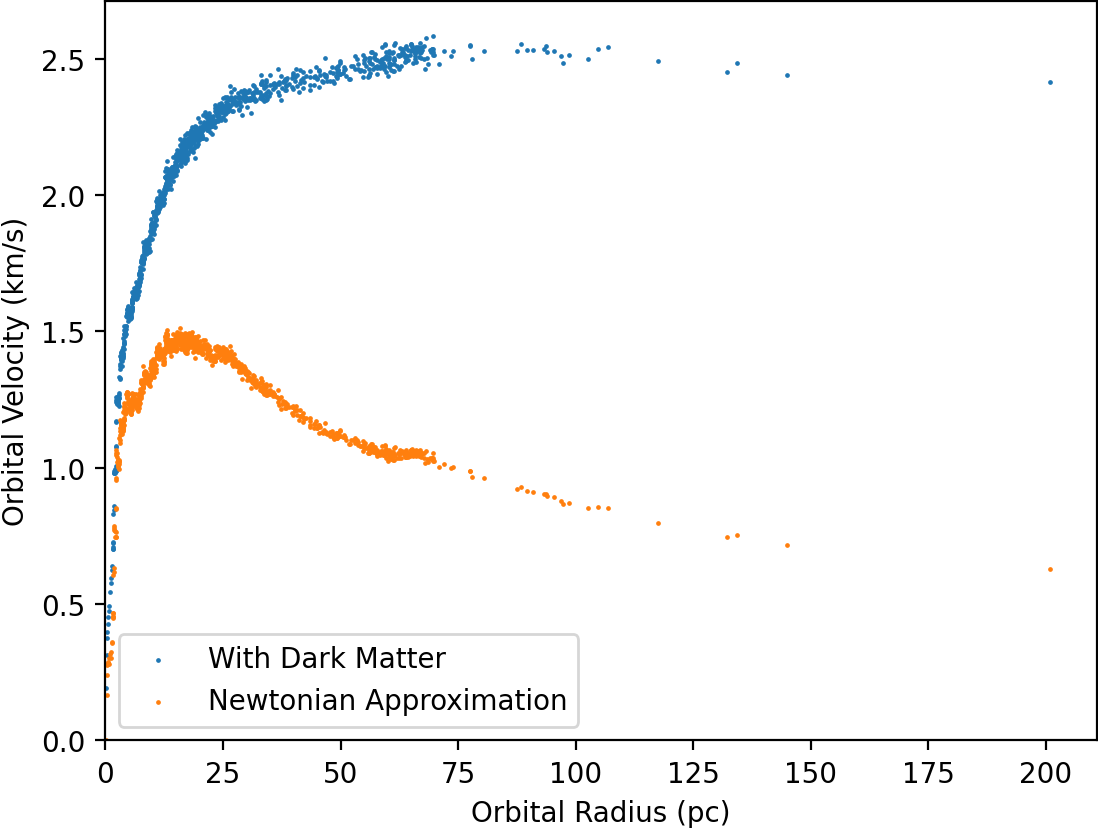 2.5
2.0
1.5
1.0
0.5
0.0
Orbital Velocity (km/s)
With Dark Matter
Newtonian Approximation
0 25 50 75 100 125 150 175 200
Orbital Radius (pc)